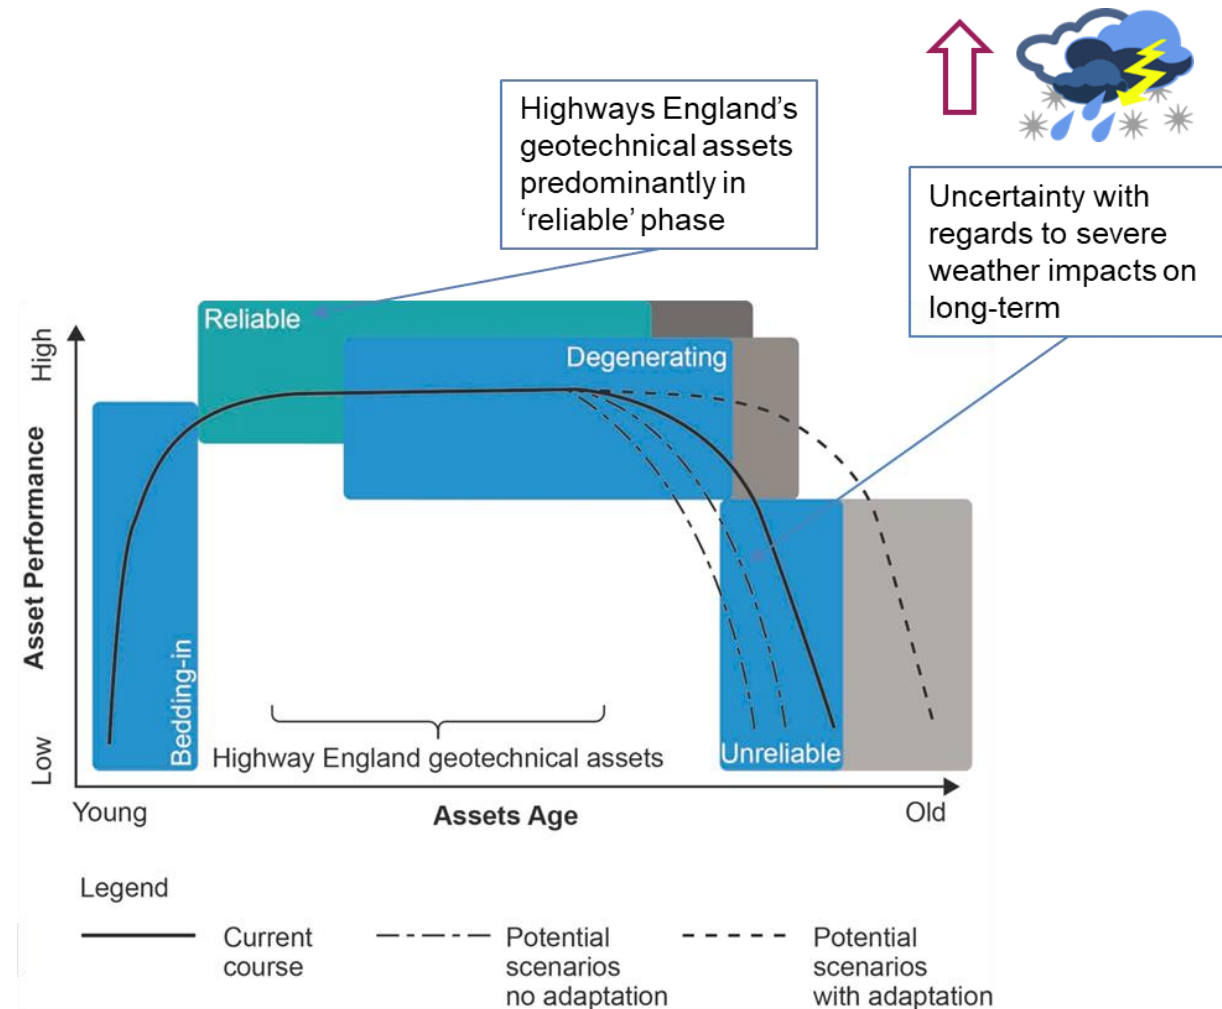 Highways England’s
geotechnical assets
predominantly in
‘reliable’ phase
Uncertainty with
regards to severe
weather impacts on
long-term
Reliable
Degenerating
High
Asset Performance
Low
Bedding-in
Highway England geotechnical assets
Unreliable
Young
Assets Age
Old
Legend
Current
course
Potential
scenarios
no adaptation
Potential
scenarios
with adaptation